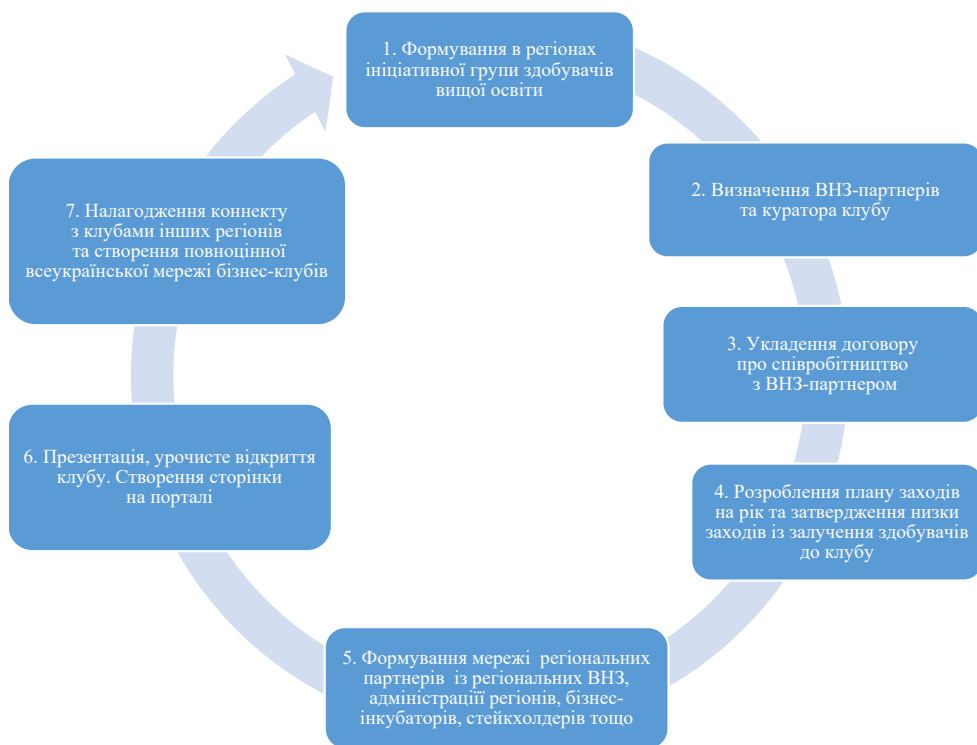 1. Формування в регіонах
ініціативної групи здобувачів
вищої освіти
2. Визначення ВНЗ-партнерів
та куратора клубу
3. Укладення договору
про співробітництво
з ВНЗ-партнером
4. Розроблення плану заходів
на рік та затвердження низки
заходів із залучення здобувачів
до клубу
5. Формування мережі регіональних
партнерів із регіональних ВНЗ,
адміністраціїї регіонів, бізнес-
інкубаторів, стейкхолдерів тощо
6. Презентація, урочисте відкриття
клубу. Створення сторінки
на порталі
7. Налагодження коннекту
з клубами інших регіонів
та створення повноцінної
всеукраїнської мережі бізнес-клубів